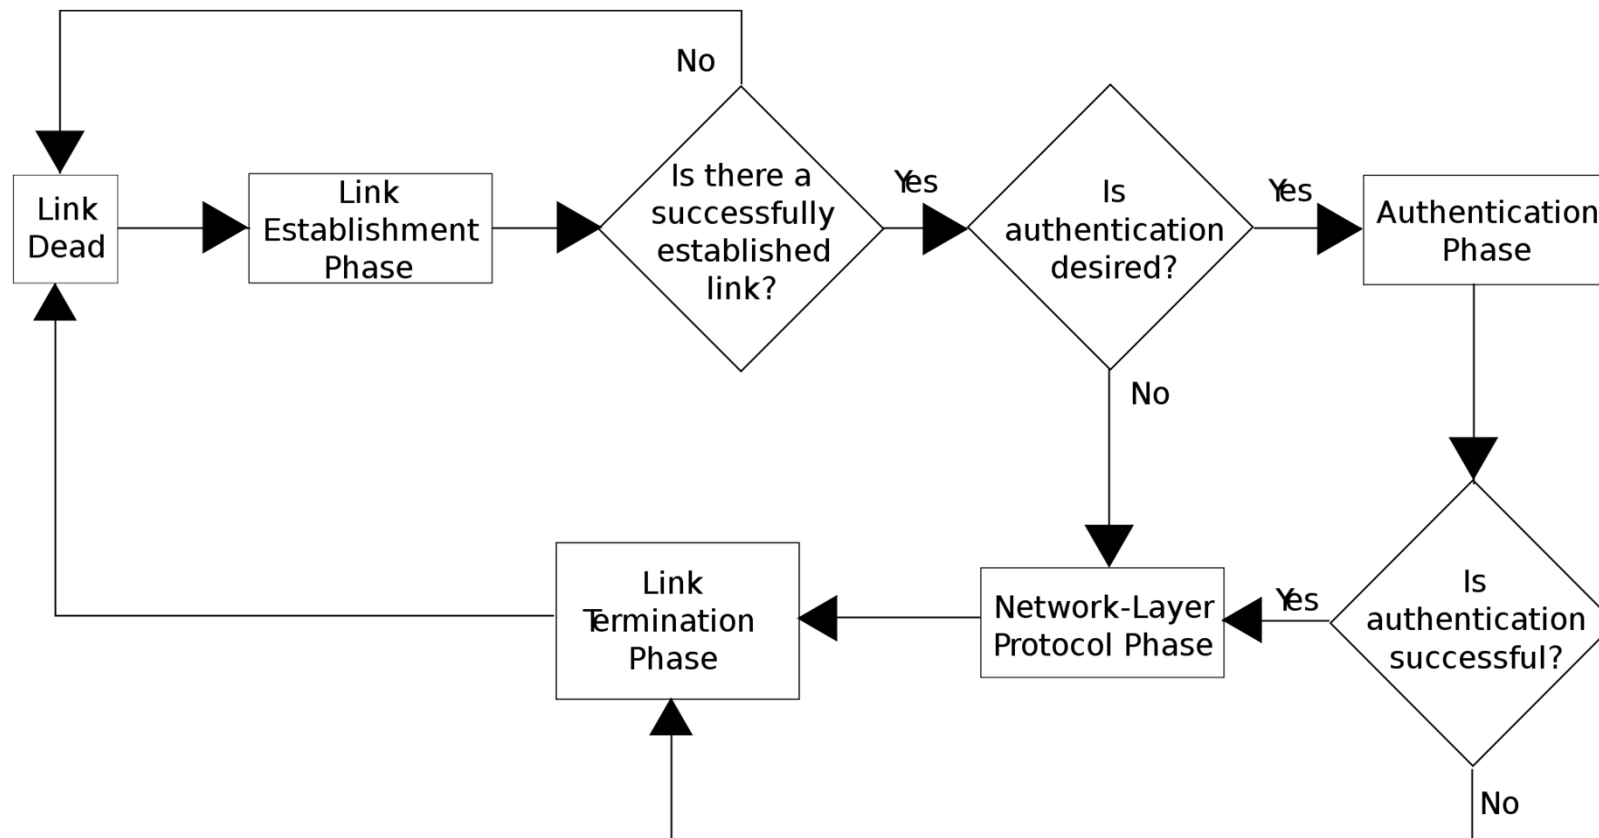 No
Link
Dead
Link
Establishment
Phase
Is there a
successfully
established
link?
Yes
Is
authentication
desired?
Yes
Authentication
Phase
No
Link
Termination
Phase
Network-Layer
Protocol Phase
Yes
Is
authentication
successful?
No